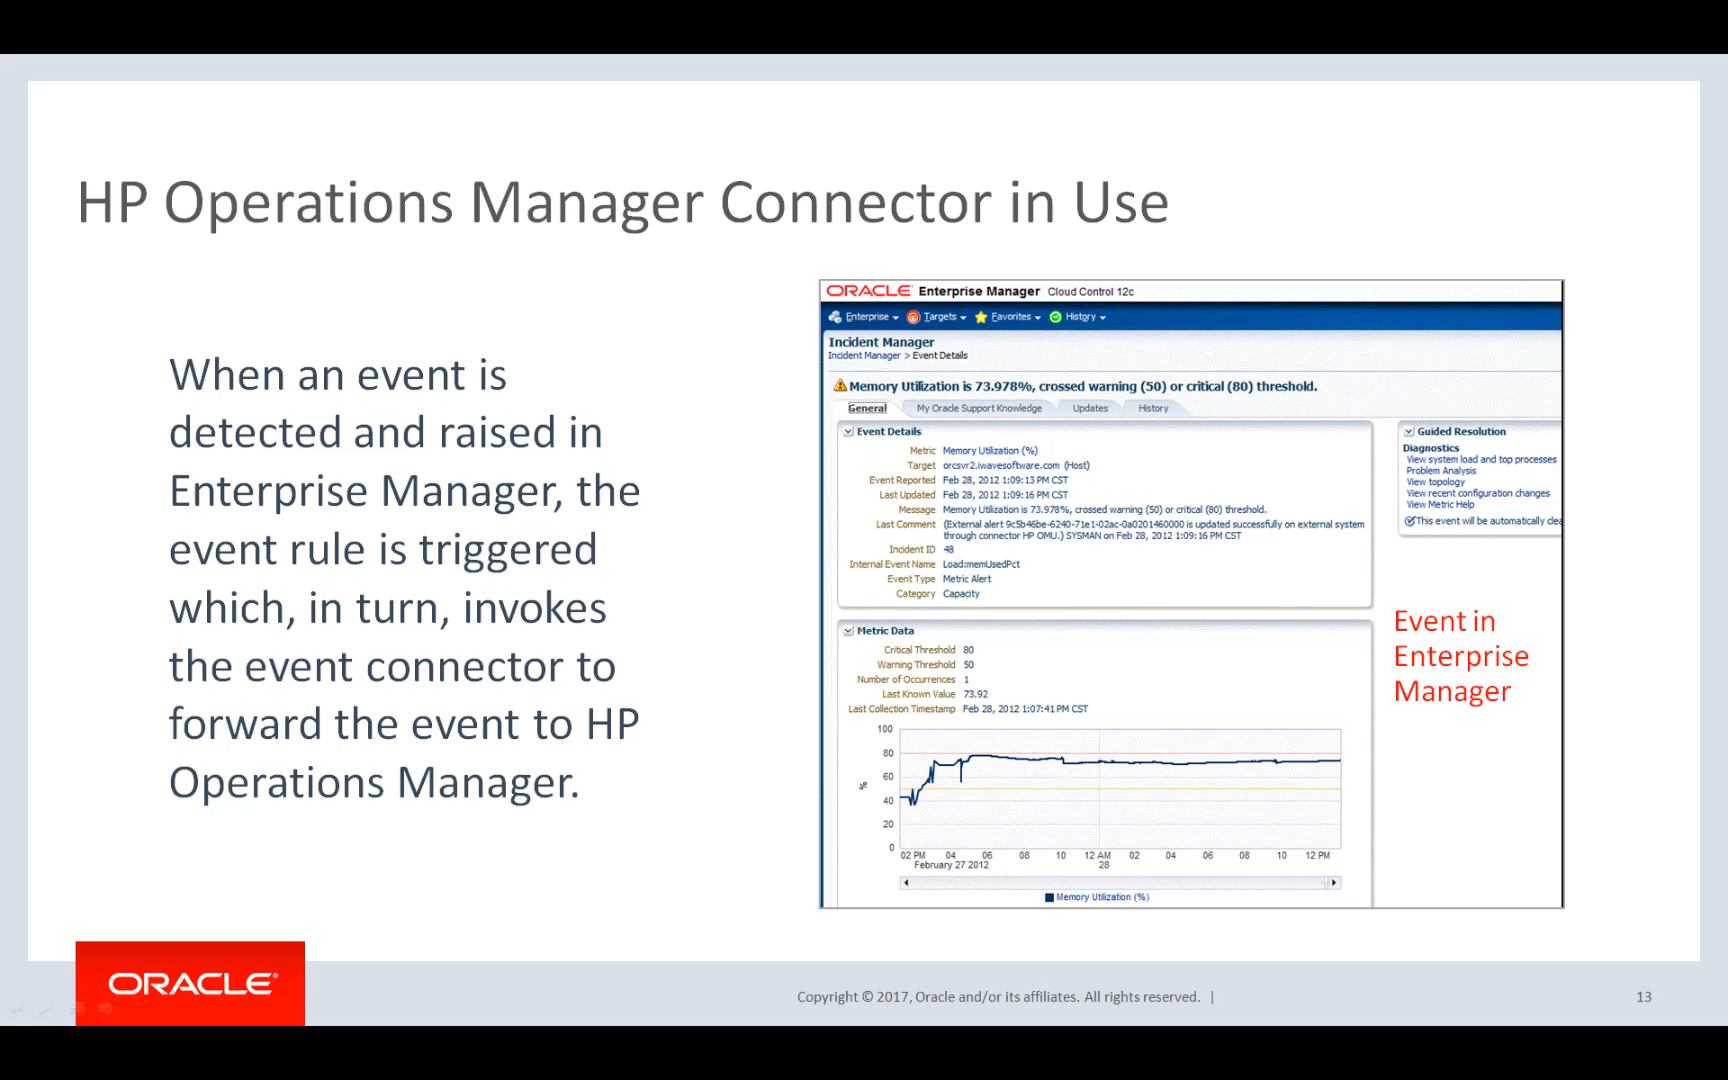 HP Operations Manager Connector in Use
When an event is
detected and raised in
Enterprise Manager, the
event rule is triggered
which, in turn, invokes
the event connector to
forward the event to HP
Operations Manager.
ORACLE Enterprise Manager Cloud Control 12c
Enterprise Targets Favorites History
Incident Manager
Incident Manager > Event Details
Memory Utilization is 73.978%, crossed warning (50) or critical (80) threshold.
General My Oracle Support Knowledge Updates History
Event Details
Metric Memory Utilization (%)
Target orcsvr2.iwavesoftware.com (Host)
Event Reported Feb 28, 2012 1:09:13 PM CST
Last Updated Feb 28, 2012 1:09:16 PM CST
Message Memory Utilization is 73.978%, crossed warning (50) or critical (80) threshold.
Last Comment (External alert 9c5b46be-6240-71e1-02ac-0a0201460000 is updated successfully on external system
through connector HP OMU.) SYSMAN on Feb 28, 2012 1:09:16 PM CST
Incident ID 48
Internal Event Name Load:memUsedPct
Event Type Metric Alert
Category Capacity
Guided Resolution
Diagnostics
View system load and top processes
Problem Analysis
View topology
View recent configuration changes
View Metric Help
This event will be automatically clea
Metric Data
Critical Threshold 80
Warning Threshold 50
Number of Occurrences 1
Last Known Value 73.92
Last Collection Timestamp Feb 28, 2012 1:07:41 PM CST
100
80
60
%
40
20
0
02 PM 04 06 08 10 12 AM 02 04 06 08 10 12 PM
February 27 2012 28
Memory Utilization (%)
Event in
Enterprise
Manager
ORACLE®
Copyright © 2017, Oracle and/or its affiliates. All rights reserved. |
13